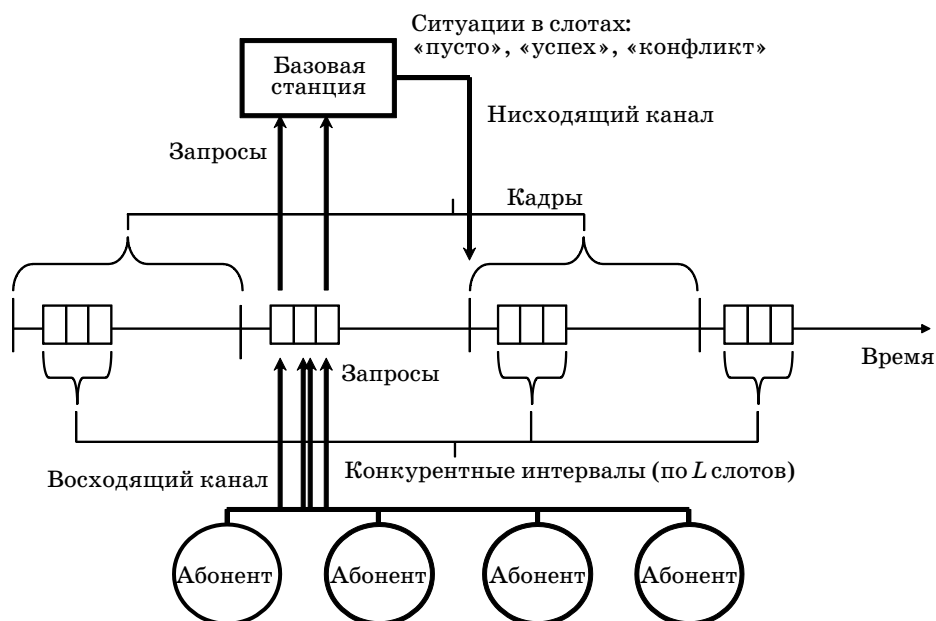 Ситуации в слотах:
«пусто», «успех», «конфликт»
Базовая
станция
Нисходящий канал
Запросы
Кадры
Время
Запросы
Конкурентные интервалы (по L слотов)
Восходящий канал
Абонент
Абонент
Абонент
Абонент